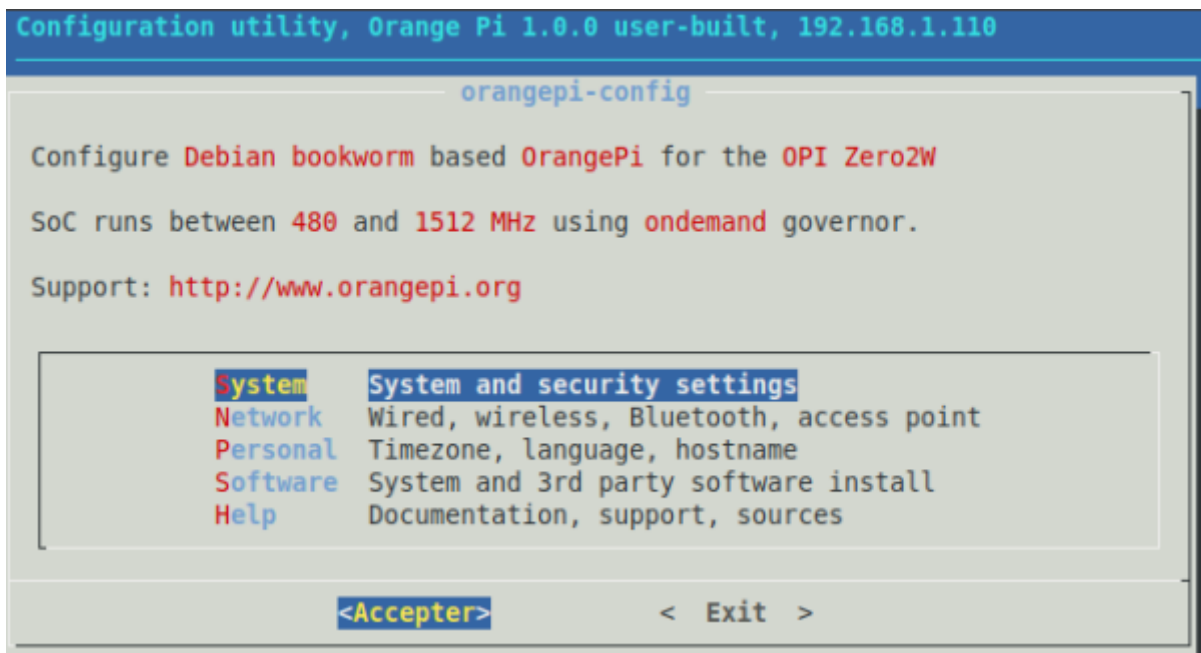 Configuration utility, Orange Pi 1.0.0 user-built, 192.168.1.110
orangepi-config
Configure Debian bookworm based OrangePi for the OPI Zero2W
SoC runs between 480 and 1512 MHz using ondemand governor.
Support: http://www.orangepi.org
System System and security settings
Network Wired, wireless, Bluetooth, access point
Personal Timezone, language, hostname
Software System and 3rd party software install
Help Documentation, support, sources
<Accepter> < Exit >